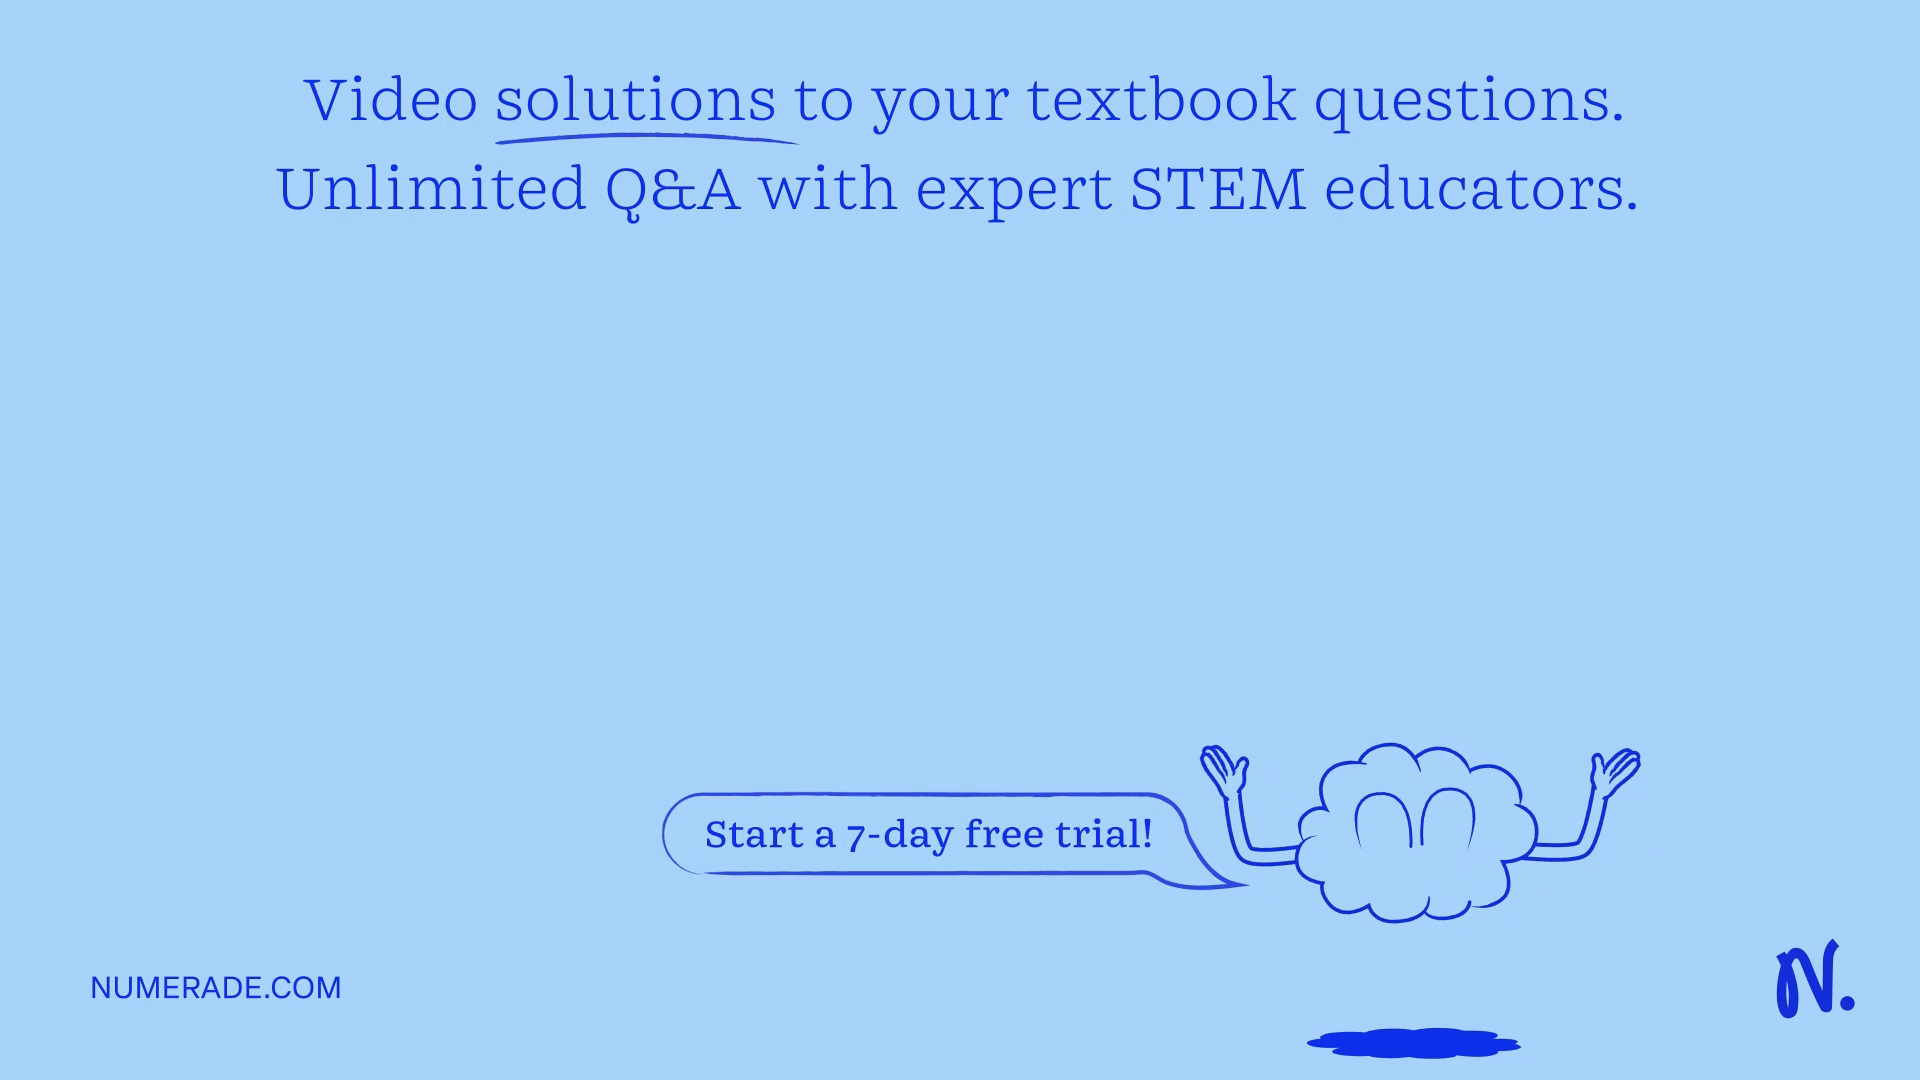 Video solutions to your textbook questions.
Unlimited Q&A with expert STEM educators.
Start a 7-day free trial!
NUMERADE.COM
N.